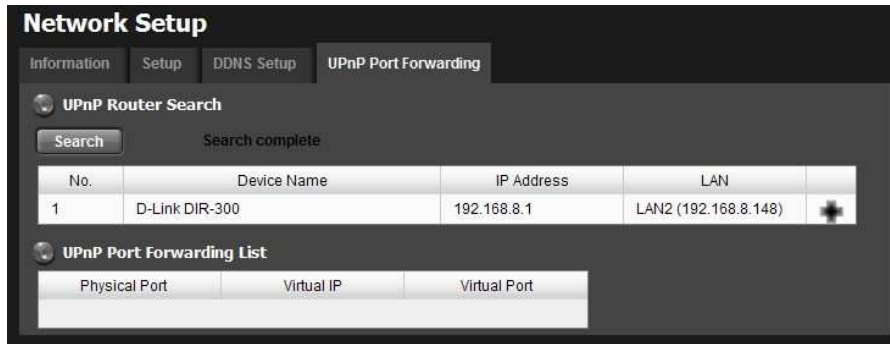 Network Setup
Information Setup DDNS Setup UPnP Port Forwarding
UPnP Router Search
Search Search complete
No. Device Name IP Address LAN
1 D-Link DIR-300 192.168.8.1 LAN2 (192.168.8.148)
UPnP Port Forwarding List
Physical Port Virtual IP Virtual Port